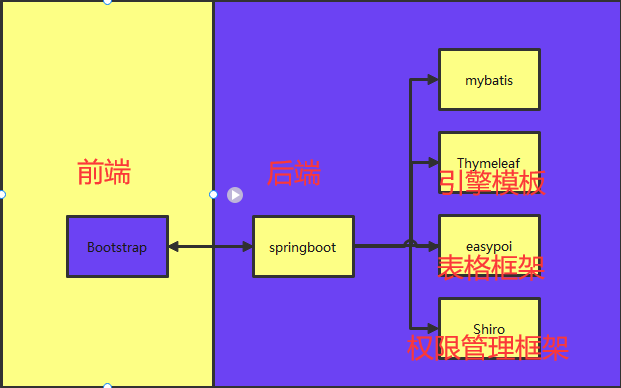 mybatis
Thymeleaf
引擎模板
前端
后端
Bootstrap
springboot
easypoi
表格框架
Shiro
权限管理框架